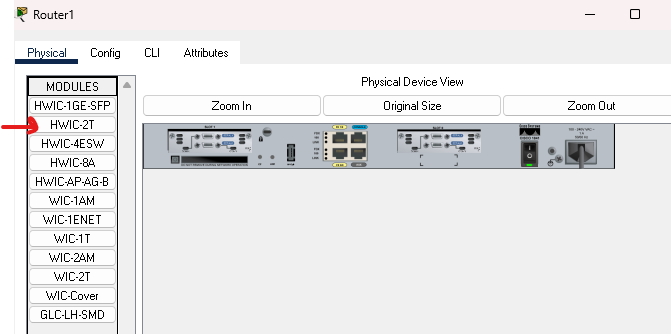 Router1
Physical Config CLI Attributes
MODULES
HWIC-1GE-SFP
HWIC-2T
HWIC-4ESW
HWIC-8A
HWIC-AP-AG-B
WIC-1AM
WIC-1ENET
WIC-1T
WIC-2AM
WIC-2T
WIC-Cover
GLC-LH-SMD
Physical Device View
Zoom In Original Size Zoom Out